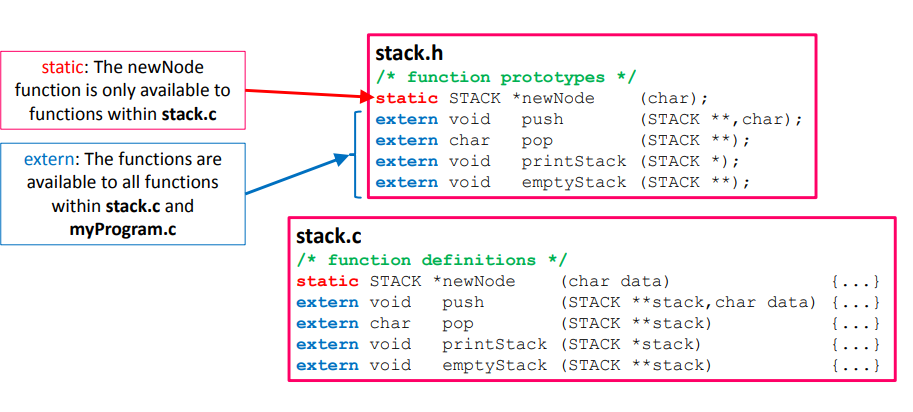 static: The newNode
function is only available to
functions within stack.c
extern: The functions are
available to all functions
within stack.c and
myProgram.c
stack.h
/* function prototypes */
static STACK *newNode (char);
extern void push (STACK **,char);
extern char pop (STACK **);
extern void printStack (STACK *);
extern void emptyStack (STACK **);
stack.c
/* function definitions */
static STACK *newNode (char data) {...}
extern void push (STACK **stack,char data) {...}
extern char pop (STACK **stack) {...}
extern void printStack (STACK *stack) {...}
extern void emptyStack (STACK **stack) {...}